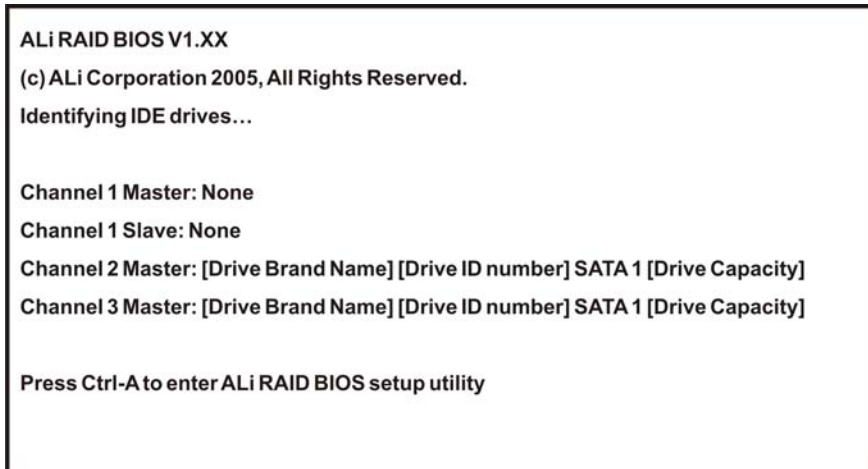 ALi RAID BIOS V1.XX
(c) ALi Corporation 2005, All Rights Reserved.
Identifying IDE drives…
Channel 1 Master: None
Channel 1 Slave: None
Channel 2 Master: [Drive Brand Name] [Drive ID number] SATA 1 [Drive Capacity]
Channel 3 Master: [Drive Brand Name] [Drive ID number] SATA 1 [Drive Capacity]
Press Ctrl-A to enter ALi RAID BIOS setup utility